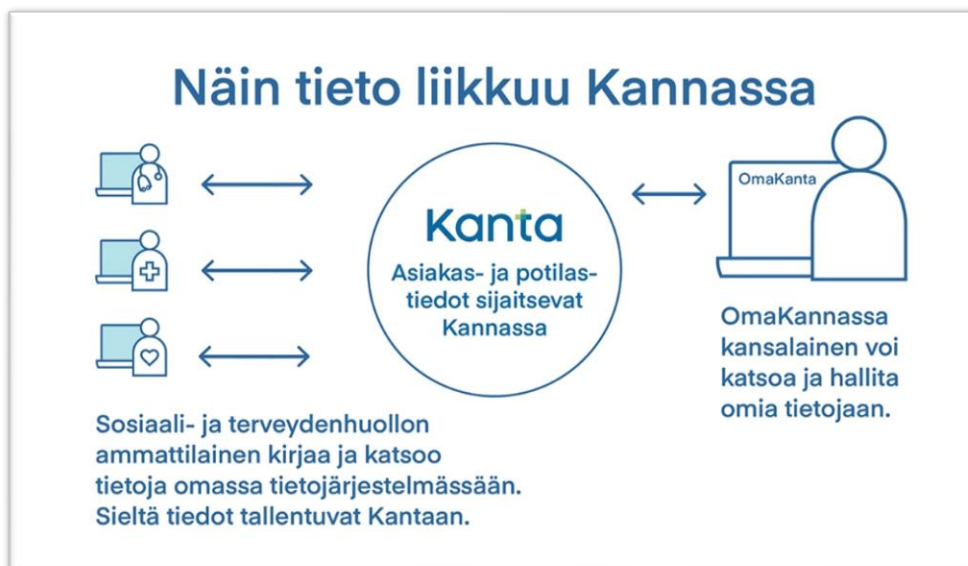 Näin tieto liikkuu Kannassa
Kanta
Asiakas- ja potilas-
tiedot sijaitsevat
Kannassa
OmaKanta
OmaKannassa
kansalainen voi
katsoa ja hallita
omia tietojaan.
Sosiaali- ja terveydenhuollon
ammattilainen kirjaa ja katsoo
tietoja omassa tietojärjestelmässään.
Sieltä tiedot tallentuvat Kantaan.